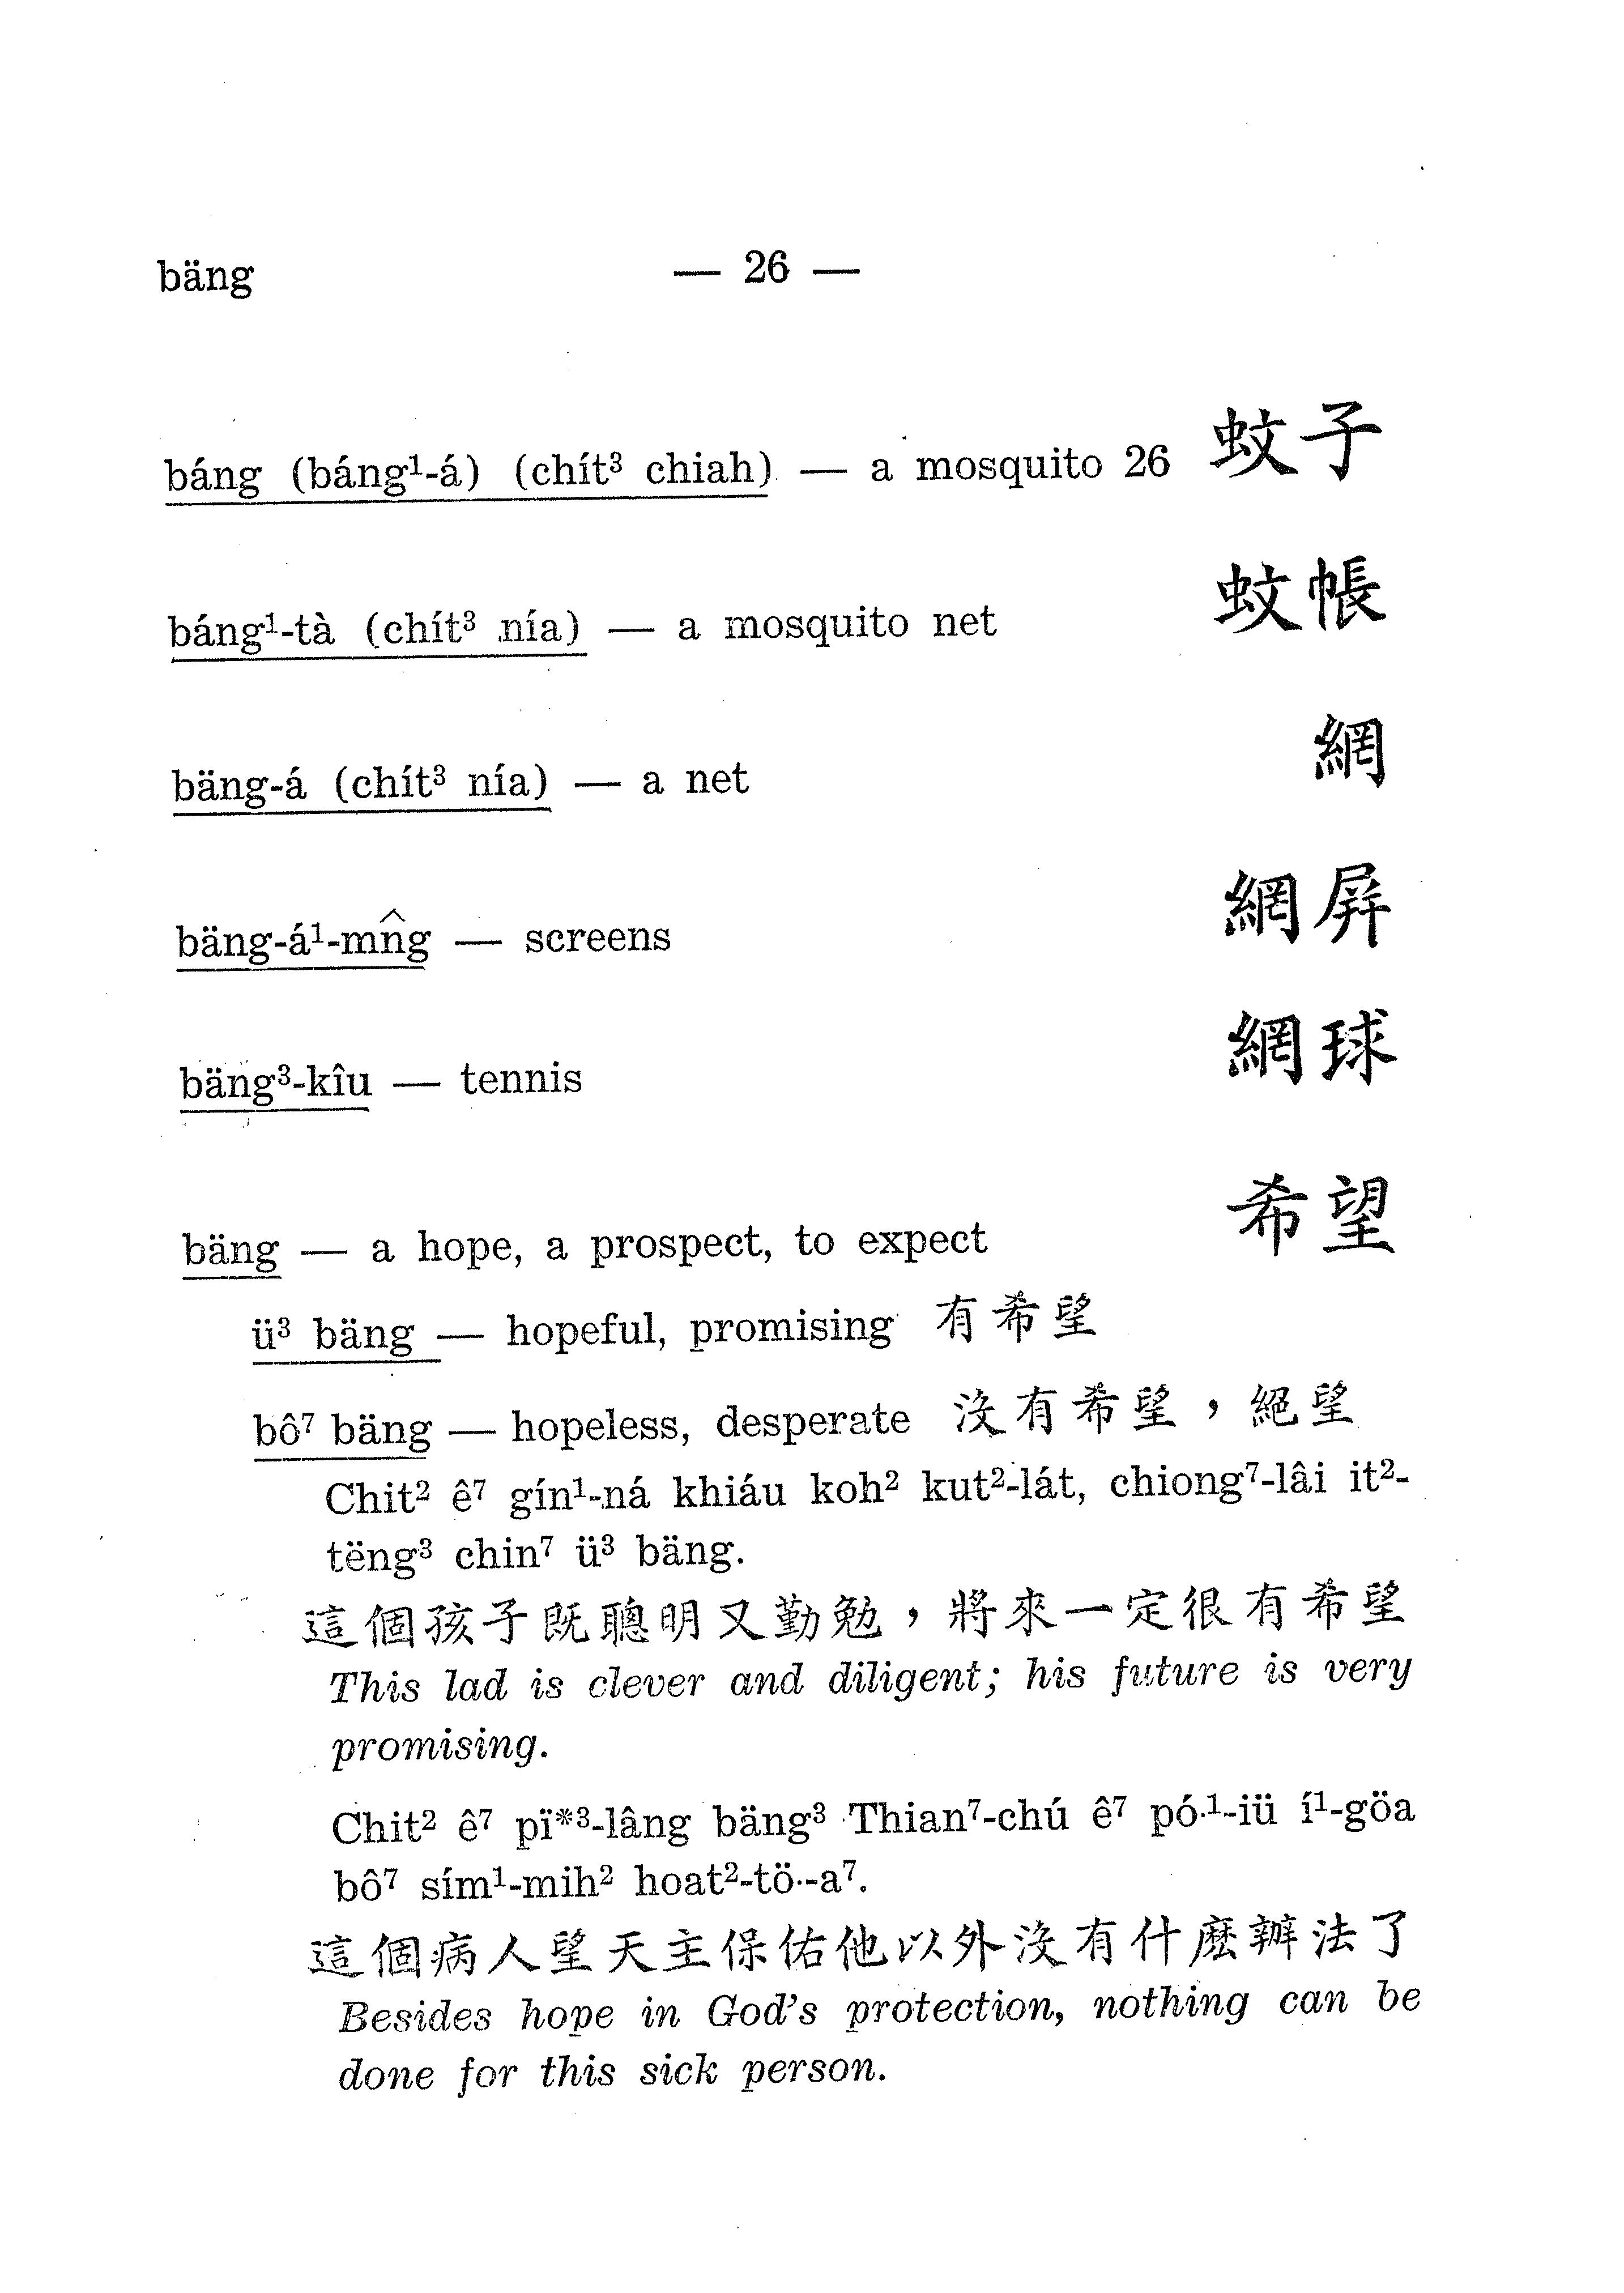 bäng — 26 —
báng (báng¹-á) (chít³ chiah) — a mosquito 26 蚊子
báng¹-tà (chít³ nía) — a mosquito net 蚊帳
bäng-á (chít³ nía) — a net 網
bäng-á¹-mn̂g — screens 網屏
bäng³-kîu — tennis 網球
bäng — a hope, a prospect, to expect 希望
ü³ bäng — hopeful, promising 有希望
bô⁷ bäng — hopeless, desperate 沒有希望，絕望
Chit² ê⁷ gín¹-ná khiáu koh² kut²-lát, chiong⁷-lâi it²-
tëng³ chin⁷ ü³ bäng.
這個孩子既聰明又勤勉，將來一定很有希望
This lad is clever and diligent; his future is very
promising.
Chit² ê⁷ pï*³-lâng bäng³ Thian⁷-chú ê⁷ pó·¹-iü í¹-göa
bô⁷ sím¹-mih² hoat²-tö·-a⁷.
這個病人望天主保佑他以外沒有什麼辦法了
Besides hope in God's protection, nothing can be
done for this sick person.